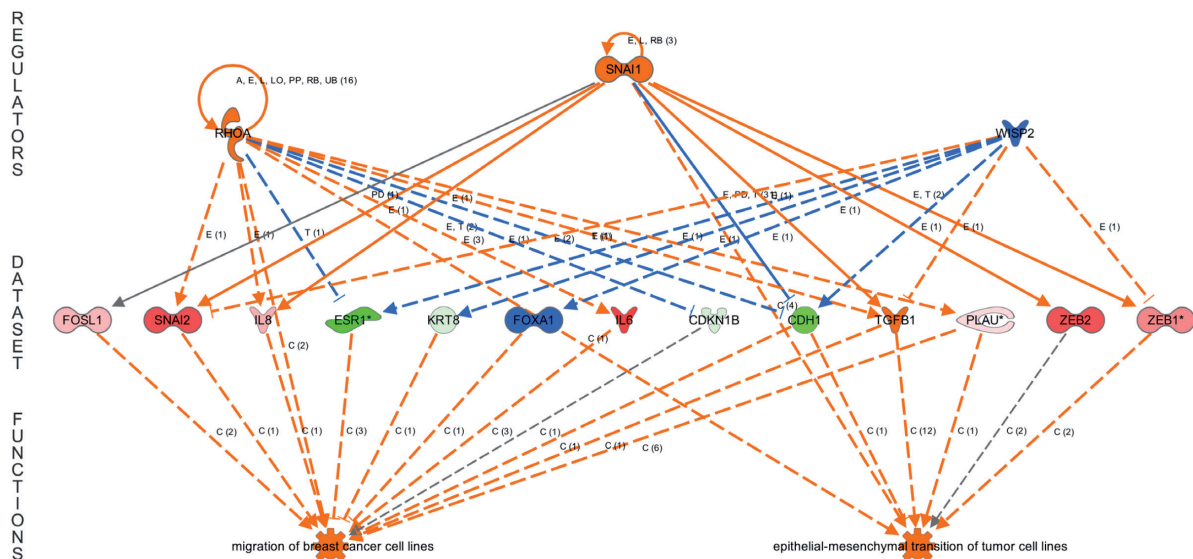 REGULATORS
E, L, RB (3)
SNAI1
A, E, L, LO, PP, RB, UB (16)
RHOA
WISP2
PD (1)
E (1)
E (1)
E, T (2)
E, T (2)
E (1)
E (1)
E (1)
T (1)
E (3)
E (1)
E (2)
E (1)
E (1)
E (1)
E (1)
E (1)
E (1)
DATASET
C (4)
FOSL1
SNAI2
IL8
ESR1*
KRT8
FOXA1
IL6
CDKN1B
CDH1
TGFB1
PLAU*
ZEB2
ZEB1*
C (2)
C (1)
FUNCTIONS
C (2)
C (1)
C (1)
C (3)
C (1)
C (1)
C (3)
C (1)
C (1)
C (1)
C (6)
C (1)
C (12)
C (1)
C (2)
C (2)
migration of breast cancer cell lines
epithelial-mesenchymal transition of tumor cell lines